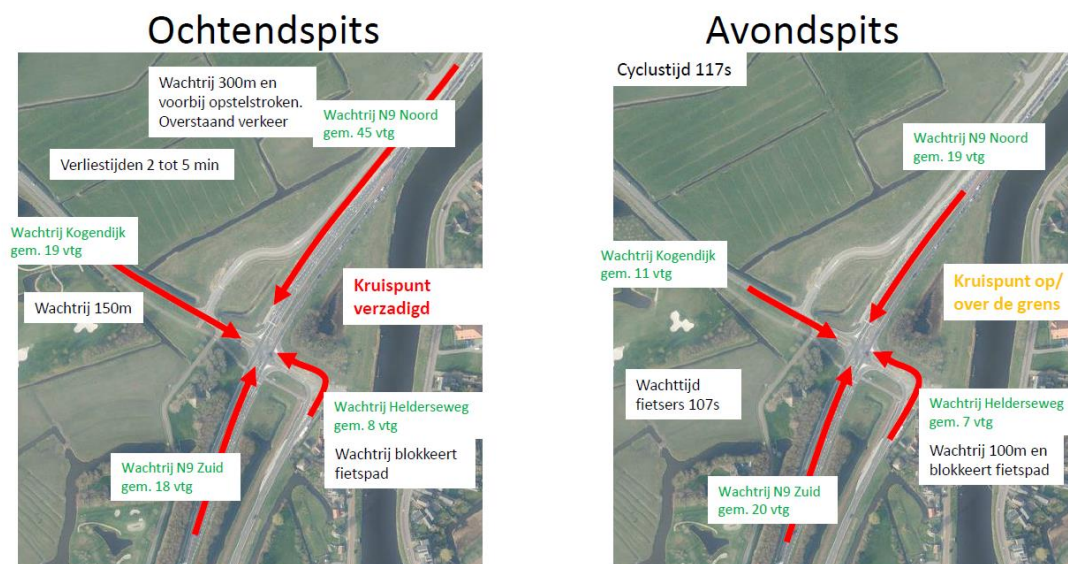 Ochtendspits
Wachtrij 300m en
voorbij opstelstroken.
Overstaand verkeer
Wachtrij N9 Noord
gem. 45 vtg
Verliestijden 2 tot 5 min
Wachtrij Kogendijk
gem. 19 vtg
Wachtrij 150m
Kruispunt
verzadigd
Wachtrij Helderseweg
gem. 8 vtg
Wachtrij blokkeert
fietspad
Wachtrij N9 Zuid
gem. 18 vtg
Avondspits
Cyclustijd 117s
Wachtrij N9 Noord
gem. 19 vtg
Wachtrij Kogendijk
gem. 11 vtg
Kruispunt op/
over de grens
Wachttijd
fietsers 107s
Wachtrij Helderseweg
gem. 7 vtg
Wachtrij 100m en
blokkeert fietspad
Wachtrij N9 Zuid
gem. 20 vtg